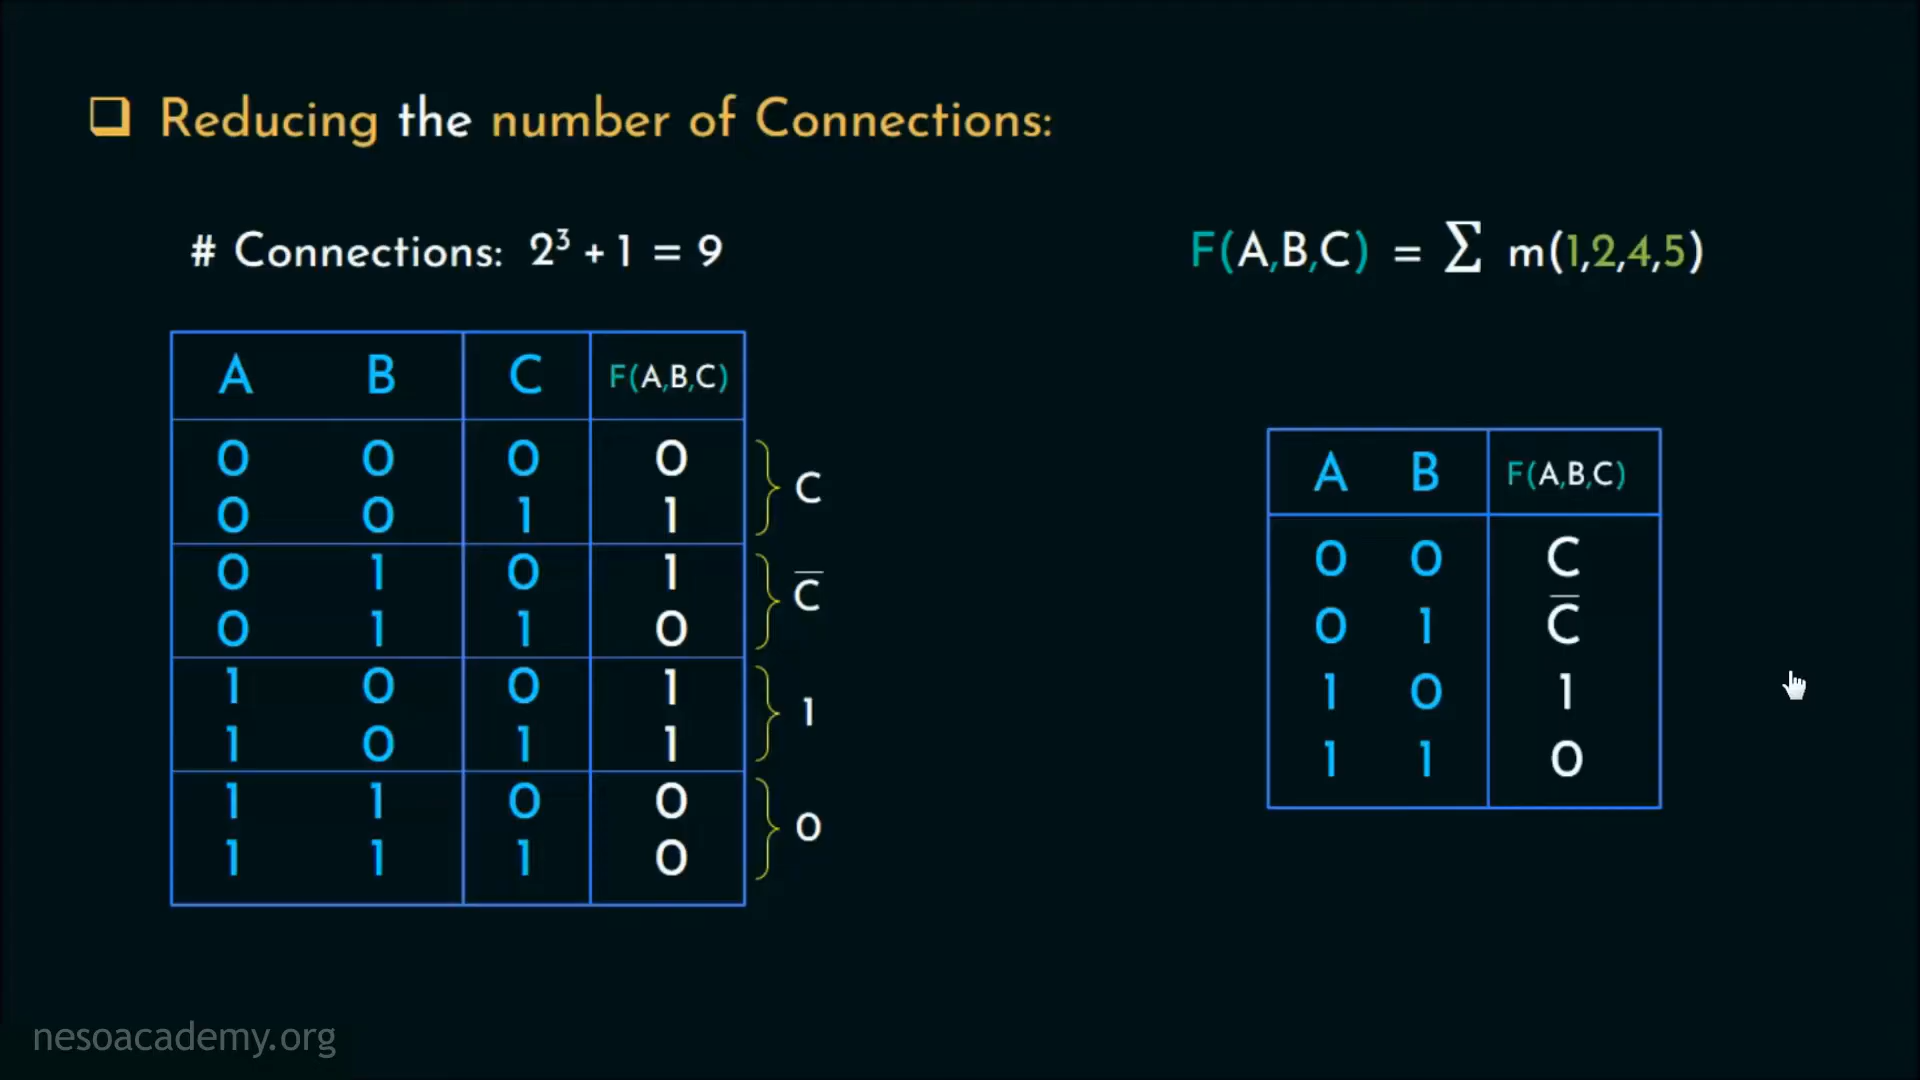 Reducing the number of Connections:
# Connections: 2³ + 1 = 9
F(A,B,C) = ∑ m(1,2,4,5)
A B C F(A,B,C)
0 0 0 0
0 0 1 1
C
0 1 0 1
0 1 1 0
C̅
1 0 0 1
1 0 1 1
1
1 1 0 0
1 1 1 0
0
A B F(A,B,C)
0 0 C
0 1 C̅
1 0 1
1 1 0
nesoacademy.org